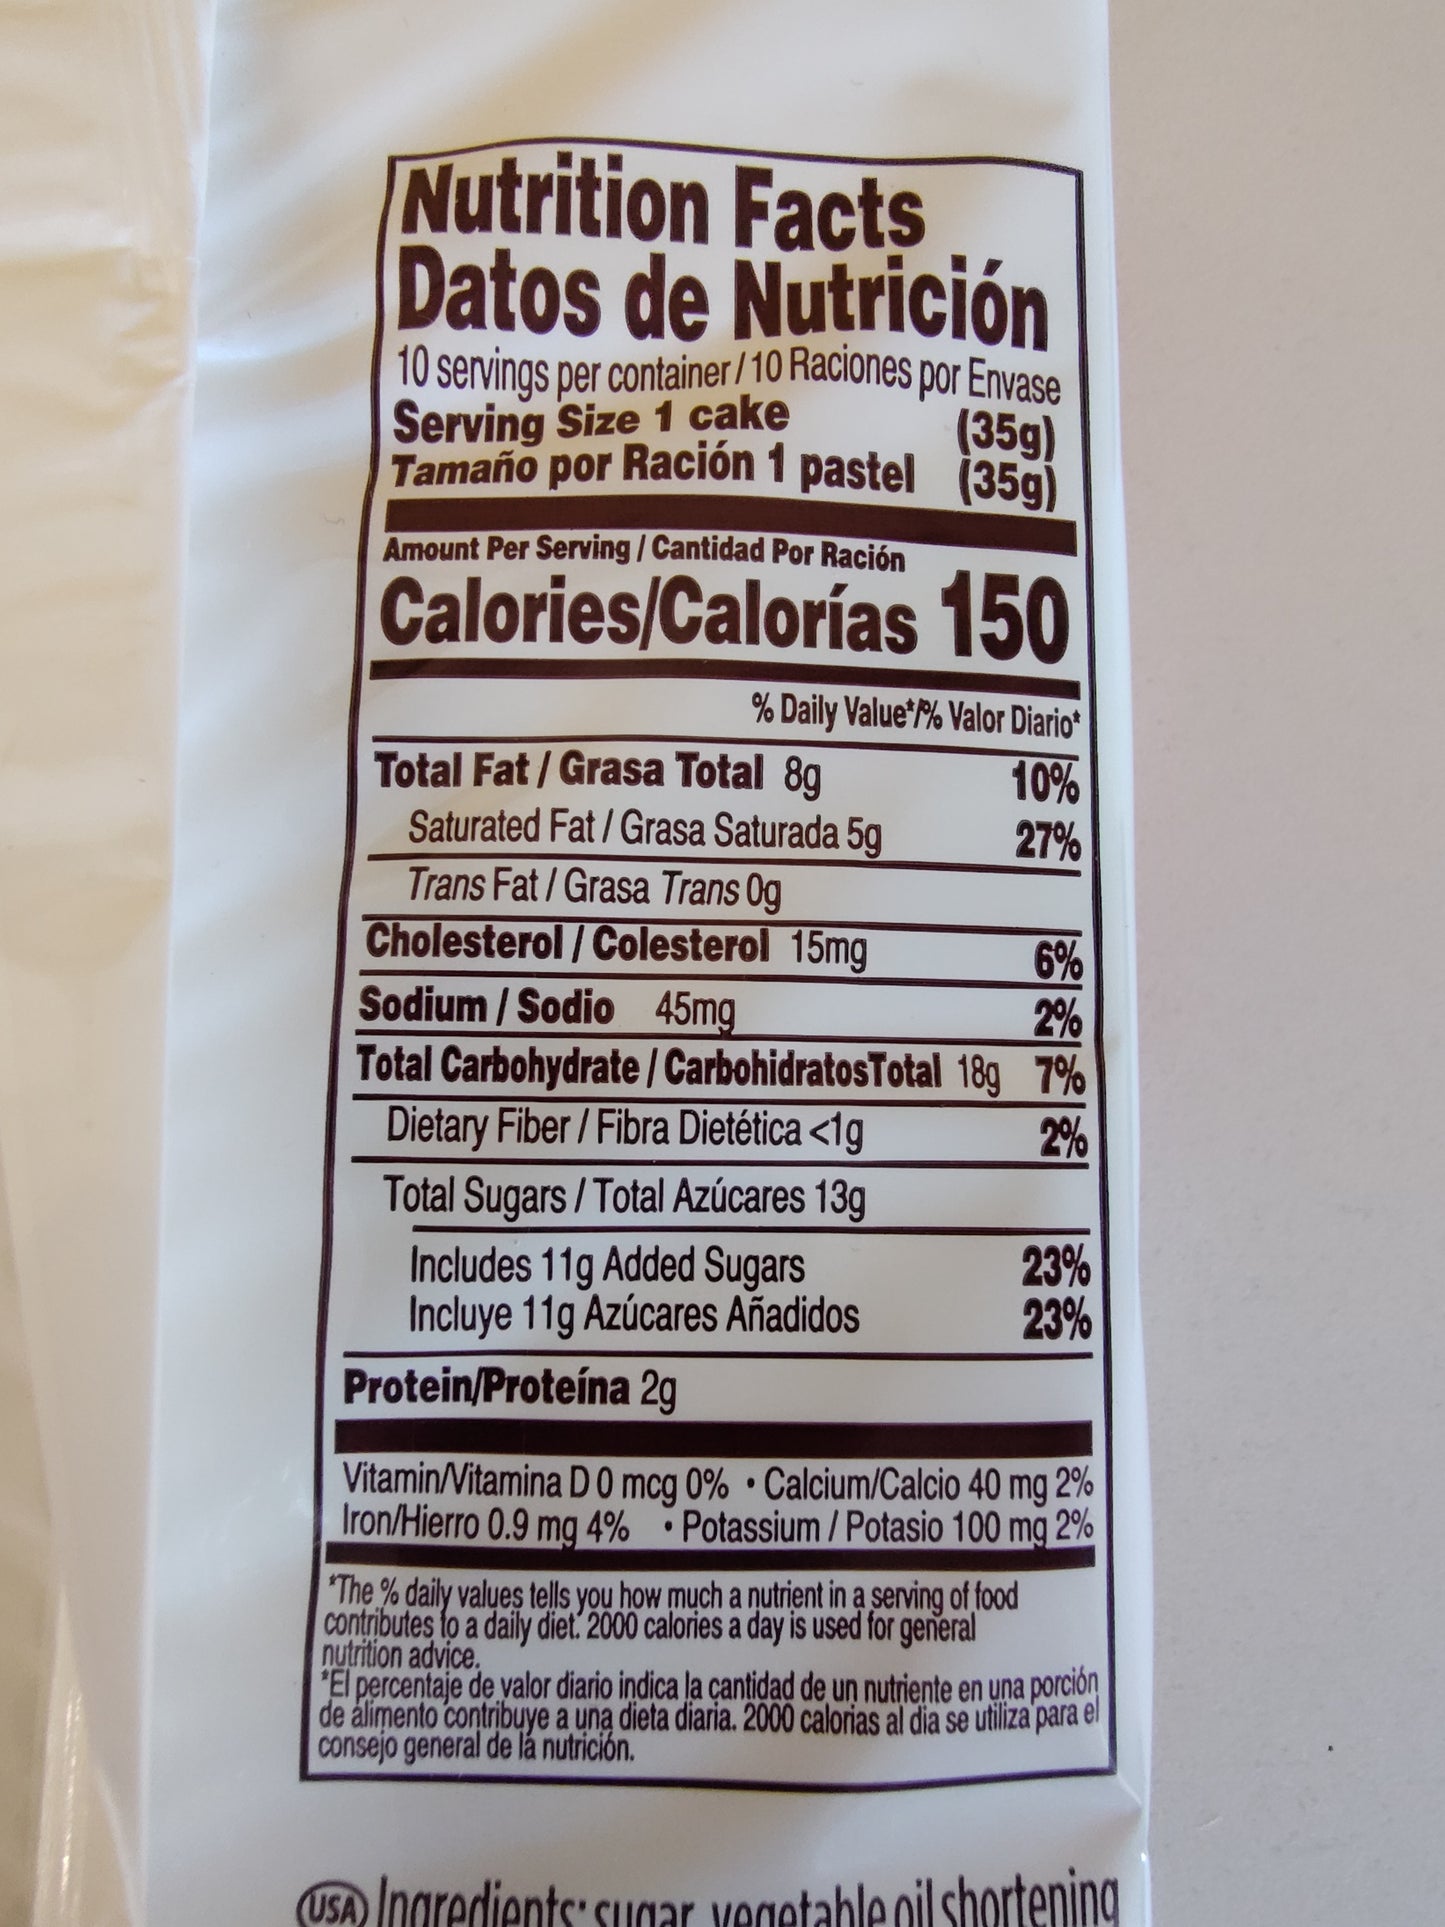 Nutrition Facts
Datos de Nutrición
10 servings per container / 10 Raciones por Envase
Serving Size 1 cake (35g)
Tamaño por Ración 1 pastel (35g)
Amount Per Serving / Cantidad Por Ración
Calories/Calorías 150
% Daily Value*/% Valor Diario*
Total Fat / Grasa Total 8g 10%
Saturated Fat / Grasa Saturada 5g 27%
Trans Fat / Grasa Trans 0g
Cholesterol / Colesterol 15mg 6%
Sodium / Sodio 45mg 2%
Total Carbohydrate / CarbohidratosTotal 18g 7%
Dietary Fiber / Fibra Dietética <1g 2%
Total Sugars / Total Azúcares 13g
Includes 11g Added Sugars 23%
Incluye 11g Azúcares Añadidos 23%
Protein/Proteína 2g
Vitamin/Vitamina D 0 mcg 0% • Calcium/Calcio 40 mg 2%
Iron/Hierro 0.9 mg 4% • Potassium / Potasio 100 mg 2%
*The % daily values tells you how much a nutrient in a serving of food
contributes to a daily diet. 2000 calories a day is used for general
nutrition advice.
*El percentaje de valor diario indica la cantidad de un nutriente en una porción
de alimento contribuye a una dieta diaria. 2000 calorias al dia se utiliza para el
consejo general de la nutrición.
USA Ingredients: sugar, vegetable oil shortening